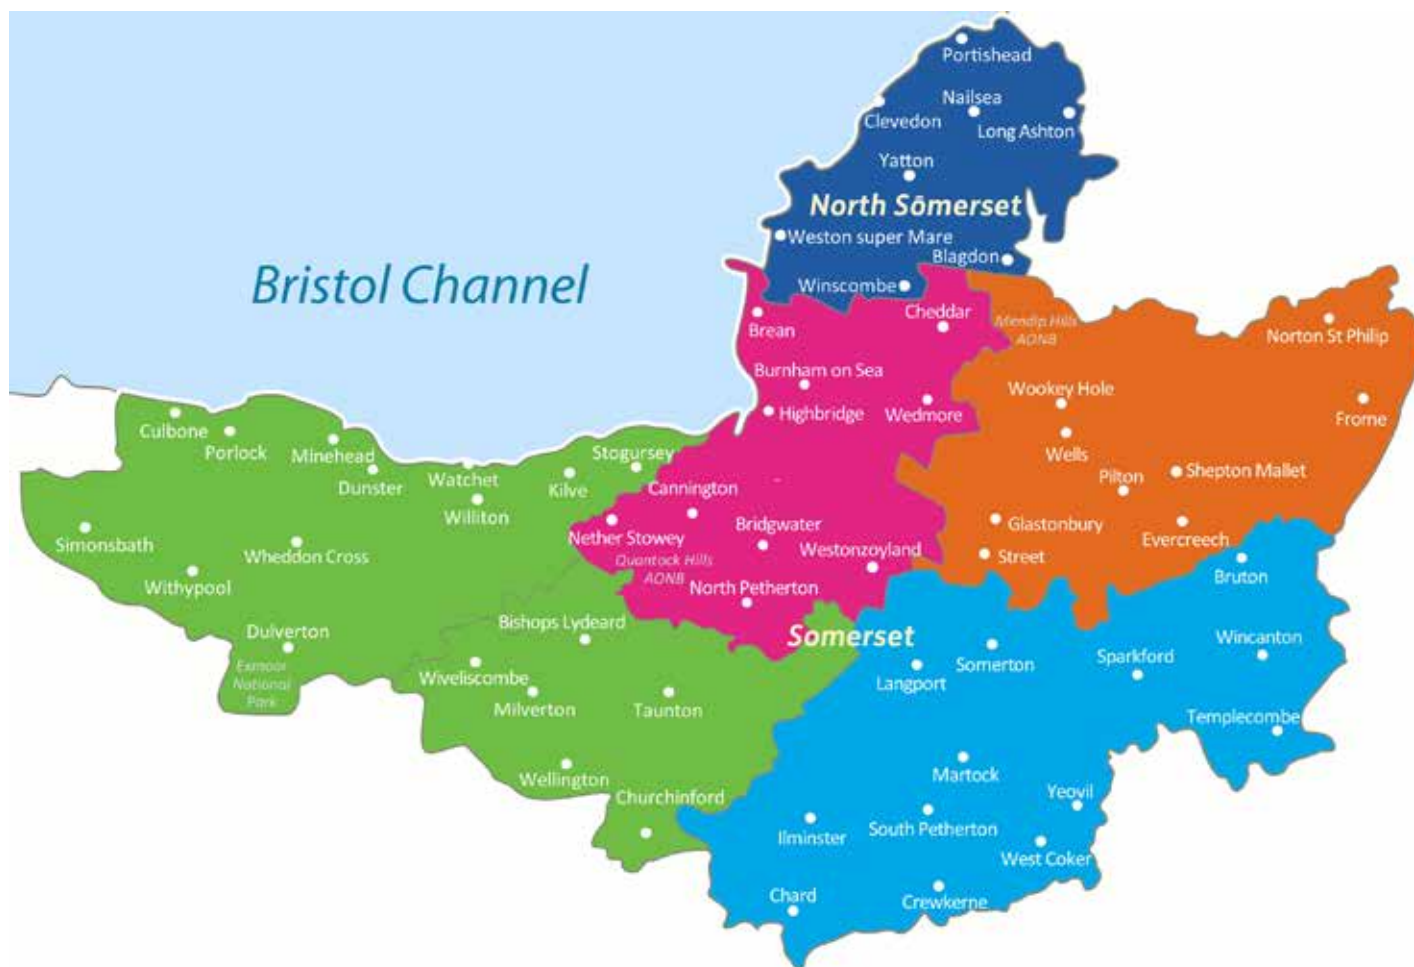 Portishead
Nailsea
Clevedon
Long Ashton
Yatton
North Sōmerset
Weston super Mare
Blagdon
Winscombe
Bristol Channel
Cheddar
Brean
Mendip Hills
AONB
Norton St Philip
Burnham on Sea
Highbridge
Wedmore
Wookey Hole
Frome
Wells
Pilton
Shepton Mallet
Culbone
Porlock
Minehead
Dunster
Watchet
Williton
Kilve
Stogursey
Cannington
Nether Stowey
Bridgwater
Westonzoyland
Quantock Hills
AONB
North Petherton
Glastonbury
Street
Evercreech
Bruton
Simonsbath
Wheddon Cross
Withypool
Dulverton
Exmoor
National
Park
Bishops Lydeard
Wiveliscombe
Milverton
Taunton
Somerset
Langport
Somerton
Sparkford
Wincanton
Templecombe
Wellington
Churchinford
Martock
Yeovil
Ilminster
South Petherton
West Coker
Chard
Crewkerne